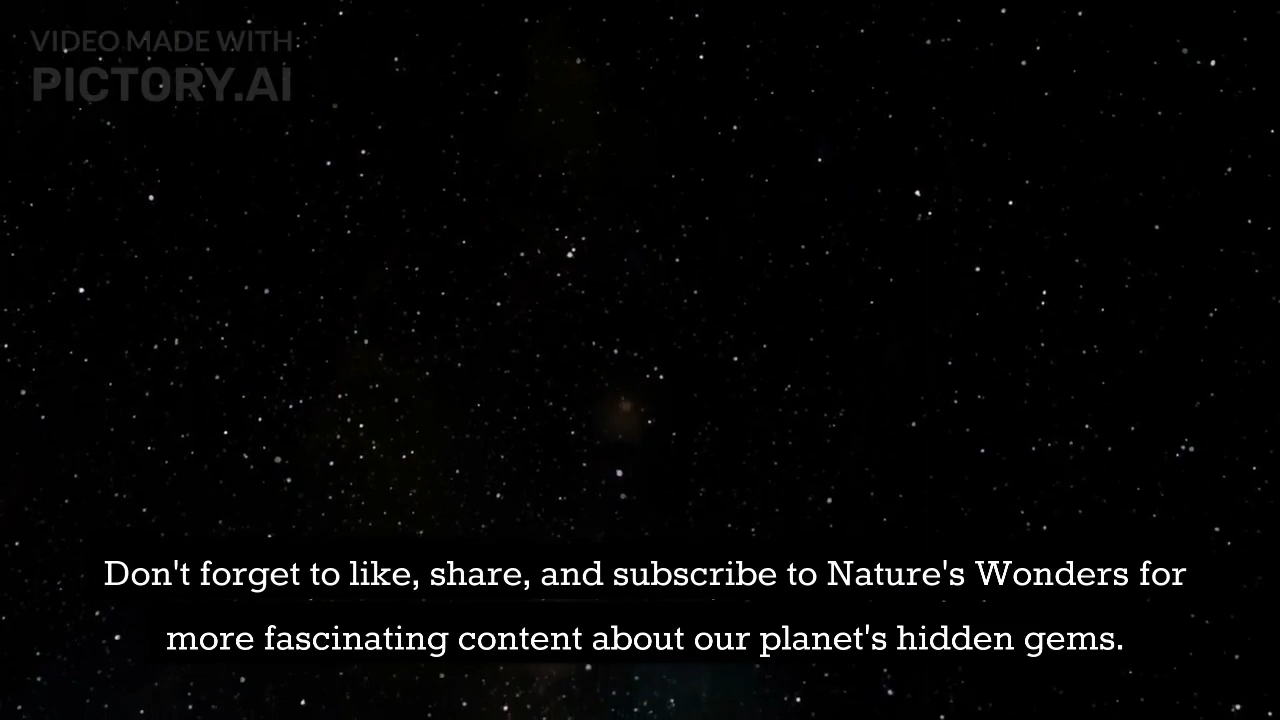 VIDEO MADE WITH
PICTORY.AI
Don't forget to like, share, and subscribe to Nature's Wonders for
more fascinating content about our planet's hidden gems.